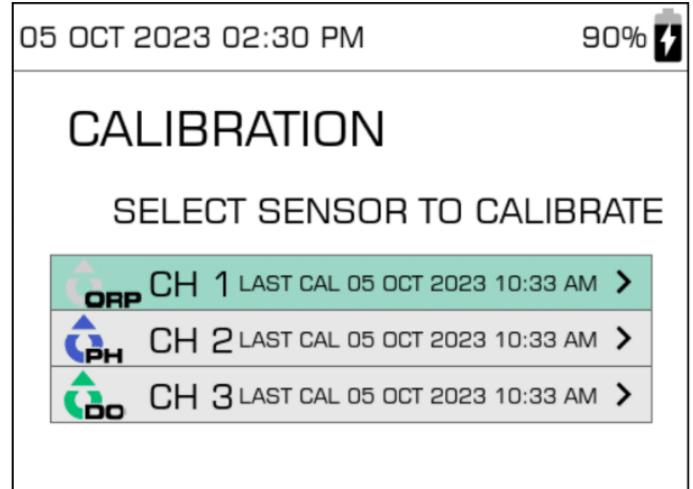 05 OCT 2023 02:30 PM 90%
CALIBRATION
SELECT SENSOR TO CALIBRATE
ORP CH 1 LAST CAL 05 OCT 2023 10:33 AM >
PH CH 2 LAST CAL 05 OCT 2023 10:33 AM >
DO CH 3 LAST CAL 05 OCT 2023 10:33 AM >